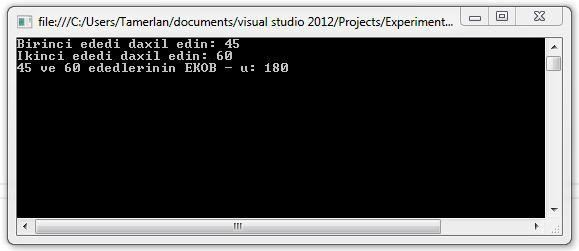 file:///C:/Users/Tamerlan/documents/visual studio 2012/Projects/Experiment...
Birinci ededi daxil edin: 45
Ikinci ededi daxil edin: 60
45 ve 60 ededlerinin EKOB - u: 180